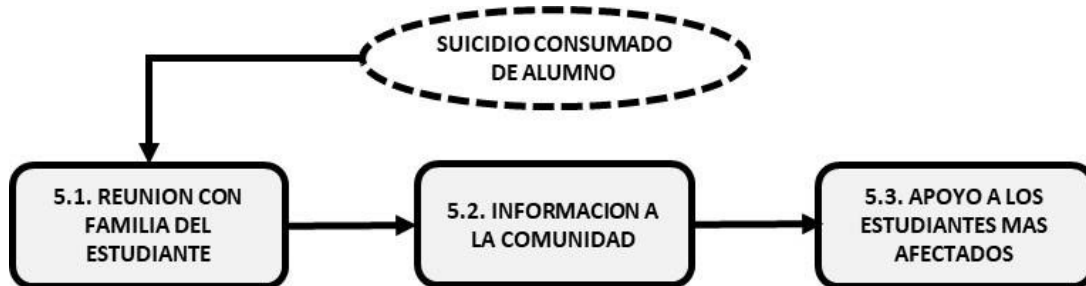 SUICIDIO CONSUMADO
DE ALUMNO
5.1. REUNION CON
FAMILIA DEL
ESTUDIANTE
5.2. INFORMACION A
LA COMUNIDAD
5.3. APOYO A LOS
ESTUDIANTES MAS
AFECTADOS